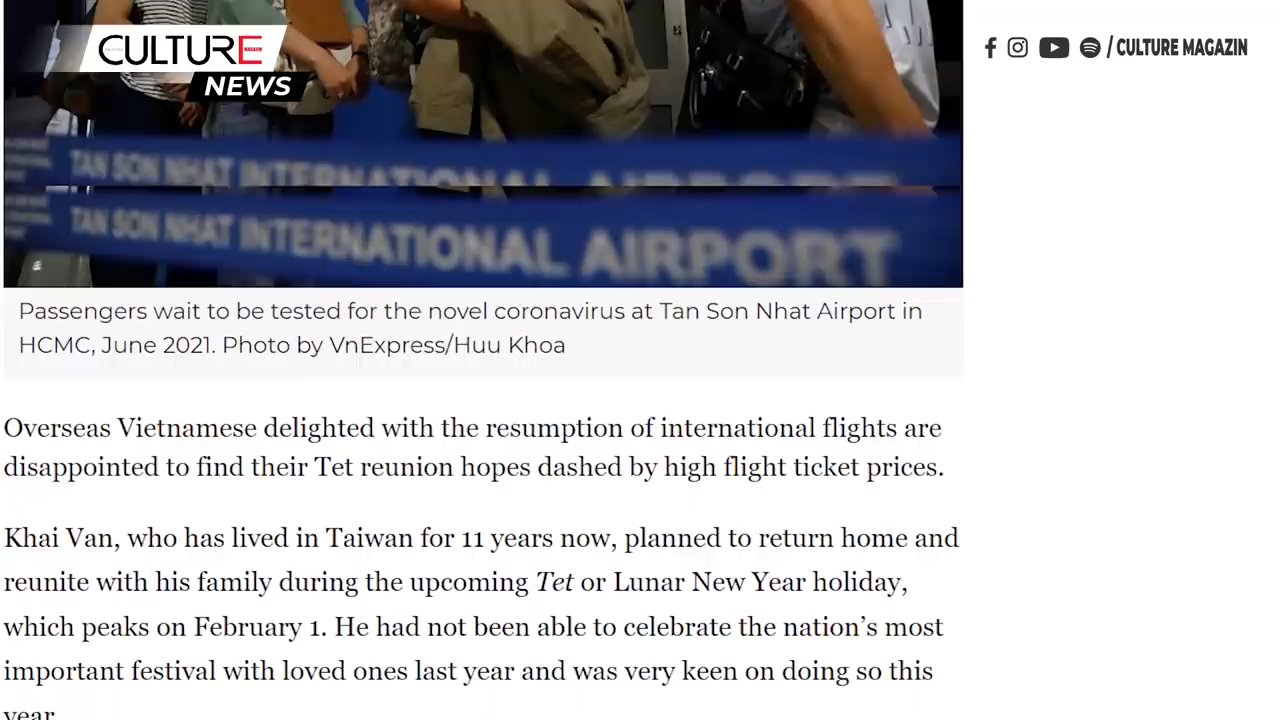 CULTURE
MAGAZIN
NEWS
/ CULTURE MAGAZIN
TAN SON NHAT INTERNATIONAL AIRPORT
TAN SON NHAT INTERNATIONAL AIRPORT
Passengers wait to be tested for the novel coronavirus at Tan Son Nhat Airport in
HCMC, June 2021. Photo by VnExpress/Huu Khoa
Overseas Vietnamese delighted with the resumption of international flights are
disappointed to find their Tet reunion hopes dashed by high flight ticket prices.
Khai Van, who has lived in Taiwan for 11 years now, planned to return home and
reunite with his family during the upcoming Tet or Lunar New Year holiday,
which peaks on February 1. He had not been able to celebrate the nation’s most
important festival with loved ones last year and was very keen on doing so this
year.